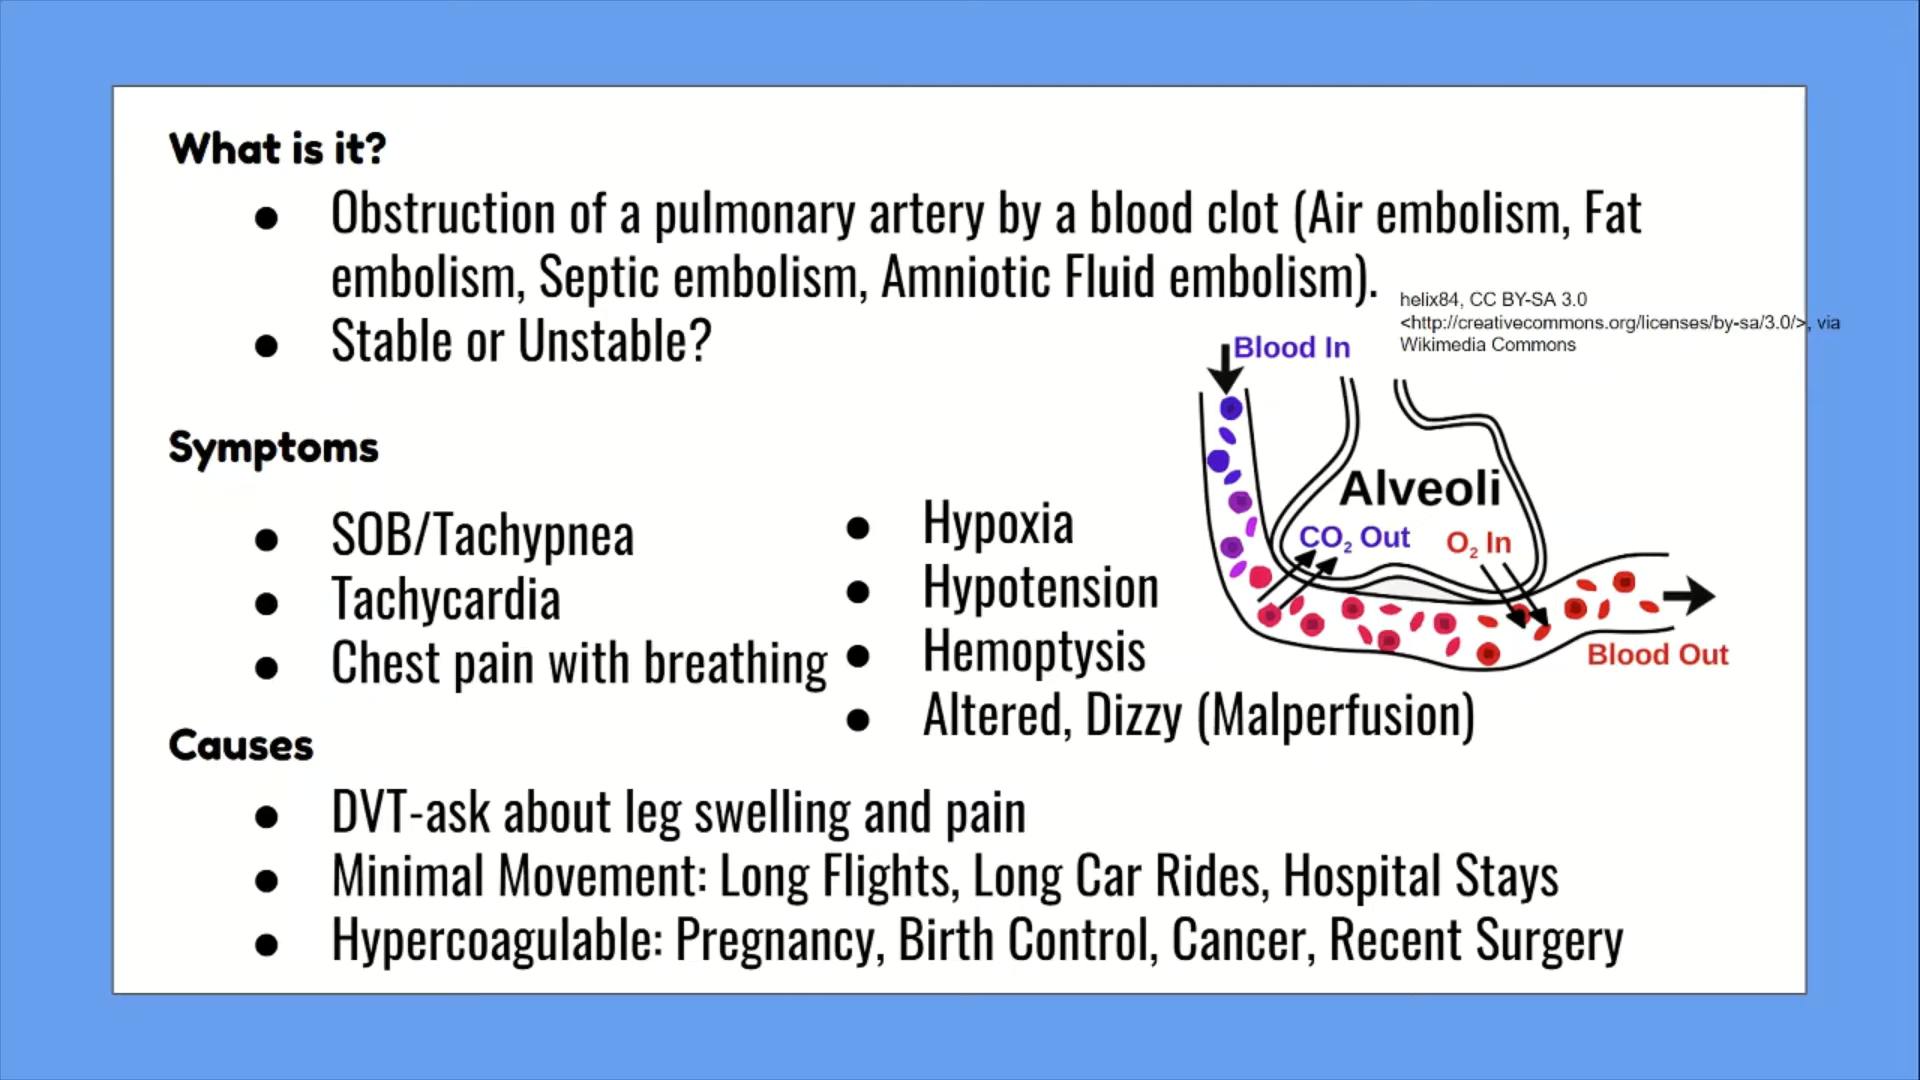 What is it?
● Obstruction of a pulmonary artery by a blood clot (Air embolism, Fat
embolism, Septic embolism, Amniotic Fluid embolism).
● Stable or Unstable?
helix84, CC BY-SA 3.0
<http://creativecommons.org/licenses/by-sa/3.0/>, via
Wikimedia Commons
Blood In
Alveoli
CO₂ Out
O₂ In
Blood Out
Symptoms
● SOB/Tachypnea
● Tachycardia
● Chest pain with breathing
● Hypoxia
● Hypotension
● Hemoptysis
● Altered, Dizzy (Malperfusion)
Causes
● DVT-ask about leg swelling and pain
● Minimal Movement: Long Flights, Long Car Rides, Hospital Stays
● Hypercoagulable: Pregnancy, Birth Control, Cancer, Recent Surgery